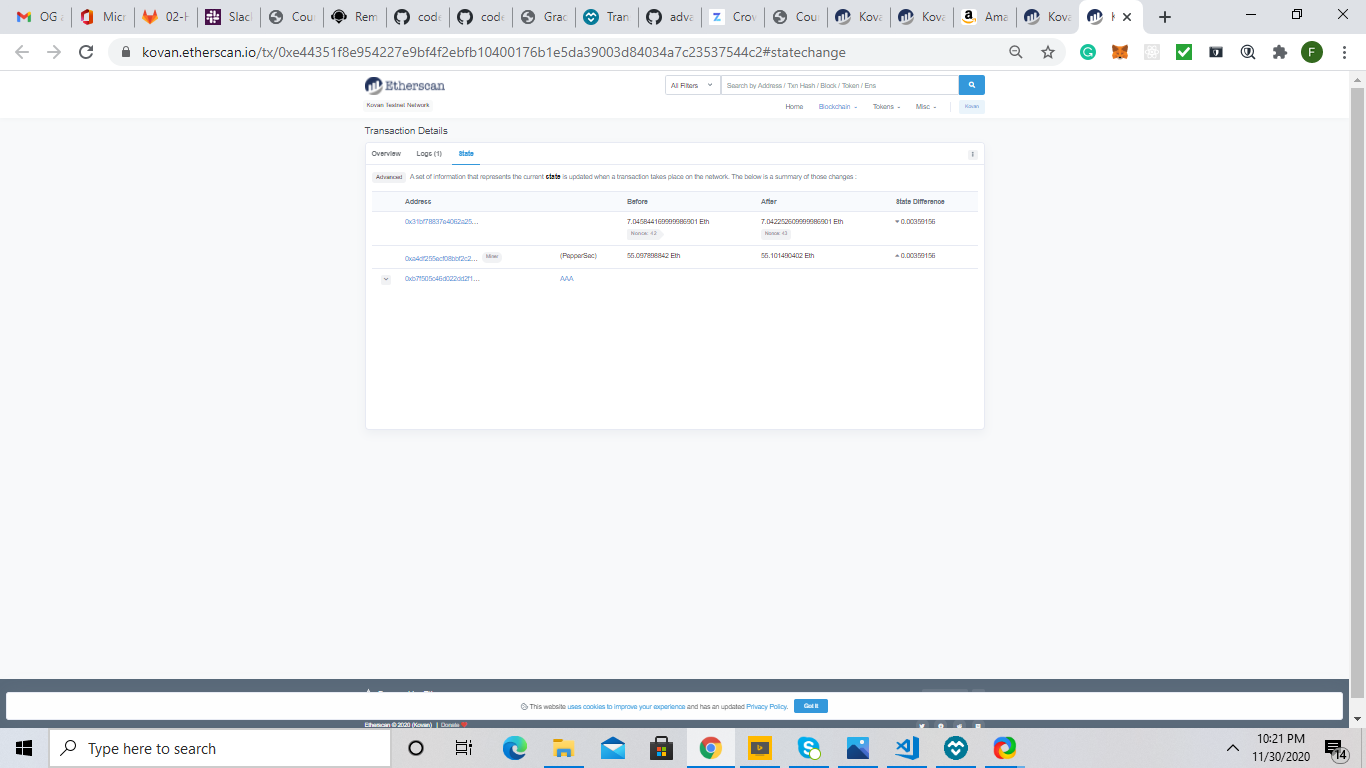 OG a
Micr
02-H
Slac
Cou
Rem
code
code
Grac
Tran
adva
Crov
Cour
Kova
Kova
Ama
Kova
kovan.etherscan.io/tx/0xe44351f8e954227e9bf4f2ebfb10400176b1e5da39003d84034a7c23537544c2#statechange
F
Etherscan
Kovan Testnet Network
All Filters
Search by Address / Txn Hash / Block / Token / Ens
Home Blockchain Tokens Misc Kovan
Transaction Details
Overview Logs (1) State
Advanced A set of information that represents the current state is updated when a transaction takes place on the network. The below is a summary of those changes :
Address Before After State Difference
0x31bf78837e4062a25... 7.045844169999986901 Eth 7.042252609999986901 Eth 0.00359156
Nonce: 42 Nonce: 43
0xa4df255ecf08bbf2c2... Miner (PepperSec) 55.097898842 Eth 55.101490402 Eth 0.00359156
0xb7f505c46d022dd2f1... AAA
This website uses cookies to improve your experience and has an updated Privacy Policy. Got It
Etherscan © 2020 (Kovan) | Donate
Type here to search
10:21 PM
11/30/2020
14